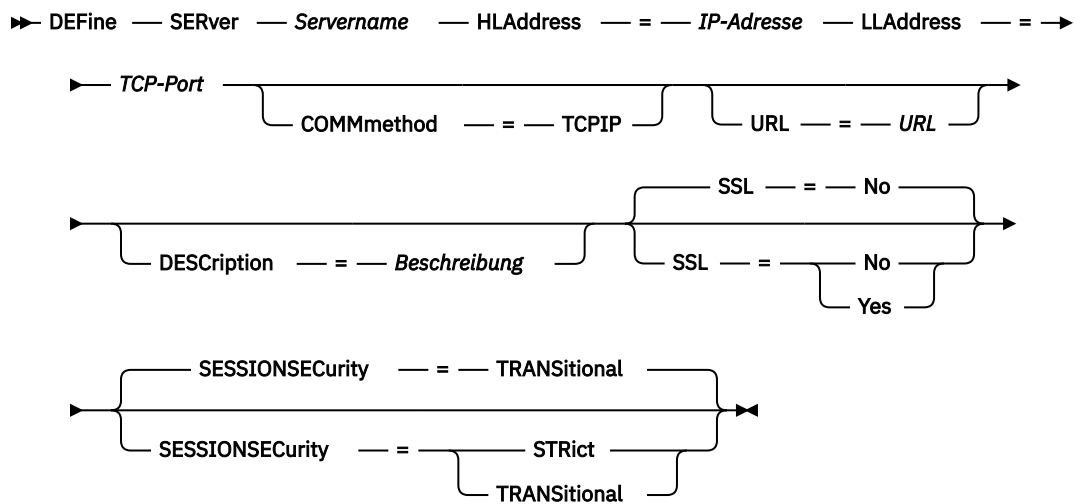 DEFine SERver Servername HLAddress = IP-Adresse LLAddress =
TCP-Port
COMMmethod = TCPIP URL = URL
SSL = No
DESCription = Beschreibung SSL = No
Yes
SESSIONSECurity = TRANSitional
SESSIONSECurity = STRict
TRANSitional